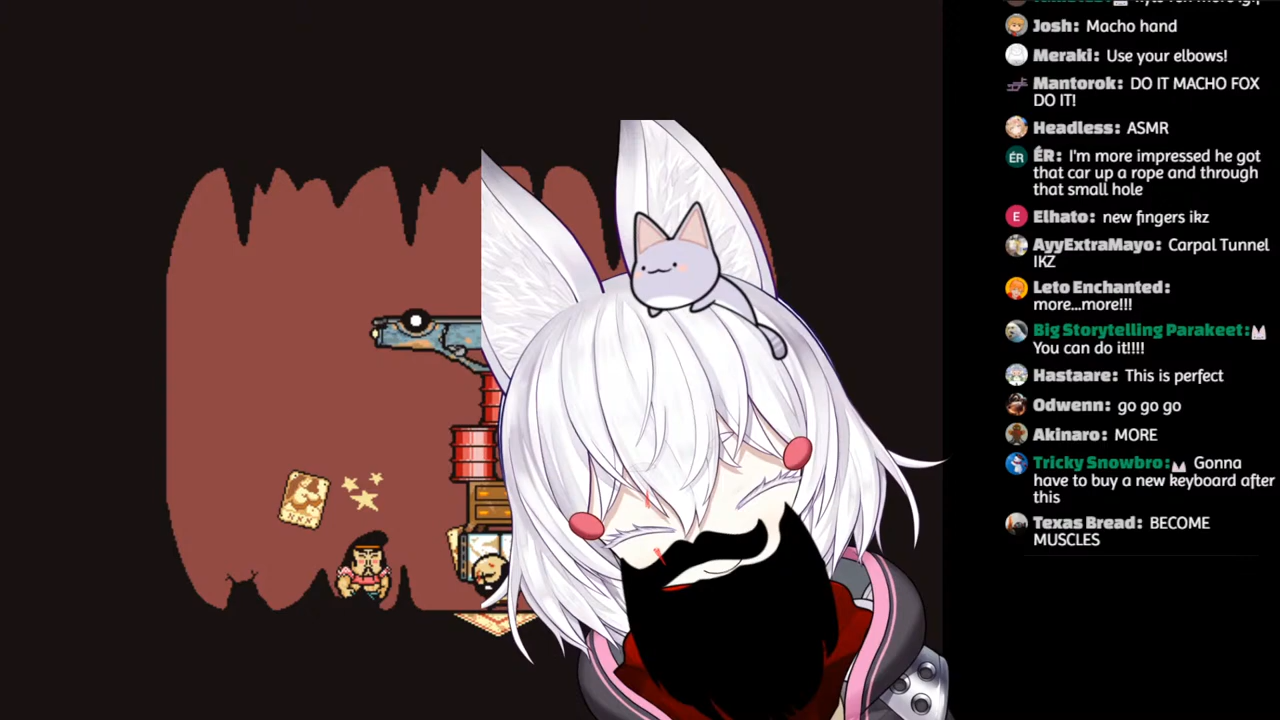 Josh: Macho hand
Meraki: Use your elbows!
Mantorok: DO IT MACHO FOX
DO IT!
Headless: ASMR
ÉR
ÉR: I'm more impressed he got
that car up a rope and through
that small hole
E
Elhato: new fingers ikz
AyyExtraMayo: Carpal Tunnel
IKZ
Leto Enchanted:
more...more!!!
Big Storytelling Parakeet:
You can do it!!!!
Hastaare: This is perfect
Odwenn: go go go
Akinaro: MORE
Tricky Snowbro: Gonna
have to buy a new keyboard after
this
Texas Bread: BECOME
MUSCLES